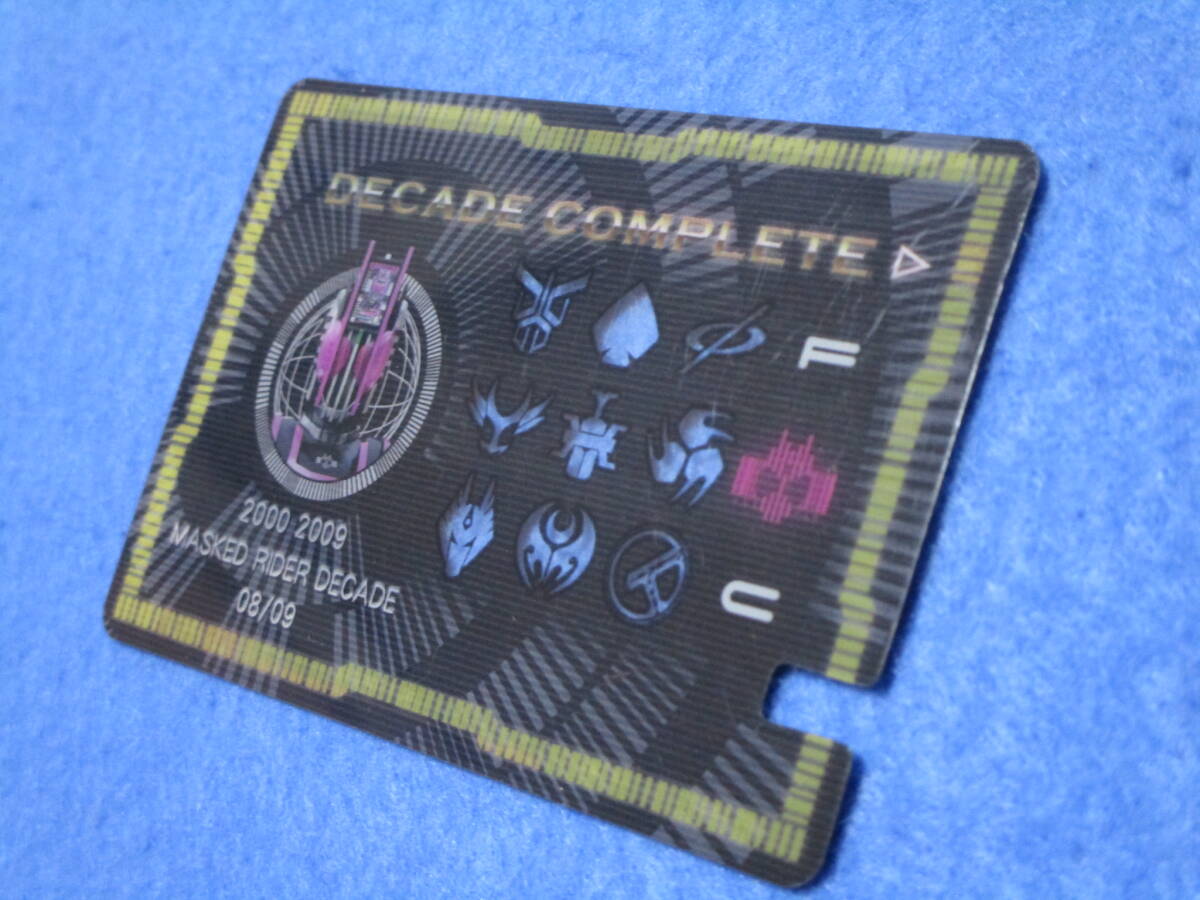 DECADE COMPLETE
F
C
2000 2009
MASKED RIDER DECADE
08/09